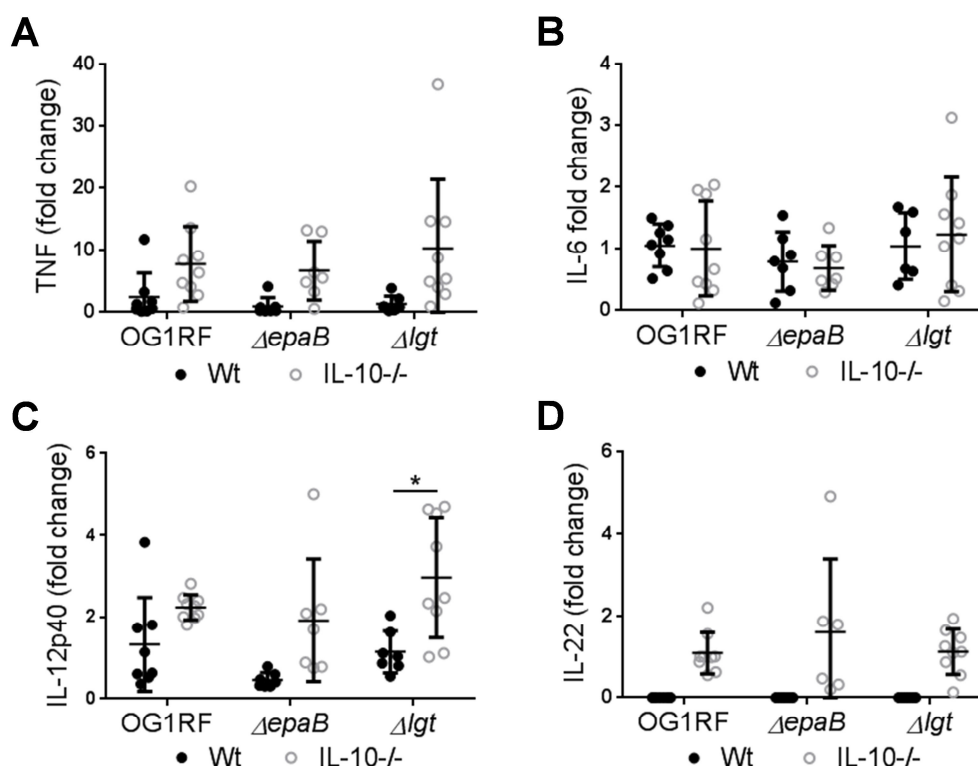 A
TNF (fold change)
40
30
20
10
0
OG1RF ΔepaB Δlgt
Wt IL-10-/-
B
IL-6 fold change)
4
3
2
1
0
OG1RF ΔepaB Δlgt
Wt IL-10-/-
C
IL-12p40 (fold change)
6
4
2
0
*
OG1RF ΔepaB Δlgt
Wt IL-10-/-
D
IL-22 (fold change)
6
4
2
0
OG1RF ΔepaB Δlgt
Wt IL-10-/-